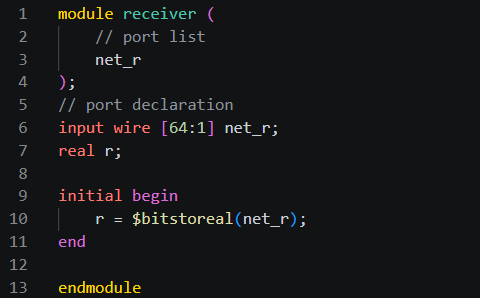 1 module receiver (
2 // port list
3 net_r
4 );
5 // port declaration
6 input wire [64:1] net_r;
7 real r;
8
9 initial begin
10 r = $bitstoreal(net_r);
11 end
12
13 endmodule